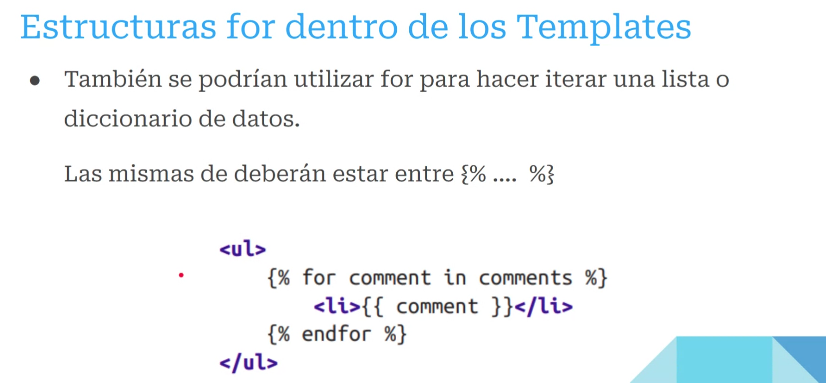 Estructuras for dentro de los Templates
● También se podrían utilizar for para hacer iterar una lista o
diccionario de datos.
Las mismas de deberán estar entre {% .... %}
<ul>
{% for comment in comments %}
<li>{{ comment }}</li>
{% endfor %}
</ul>